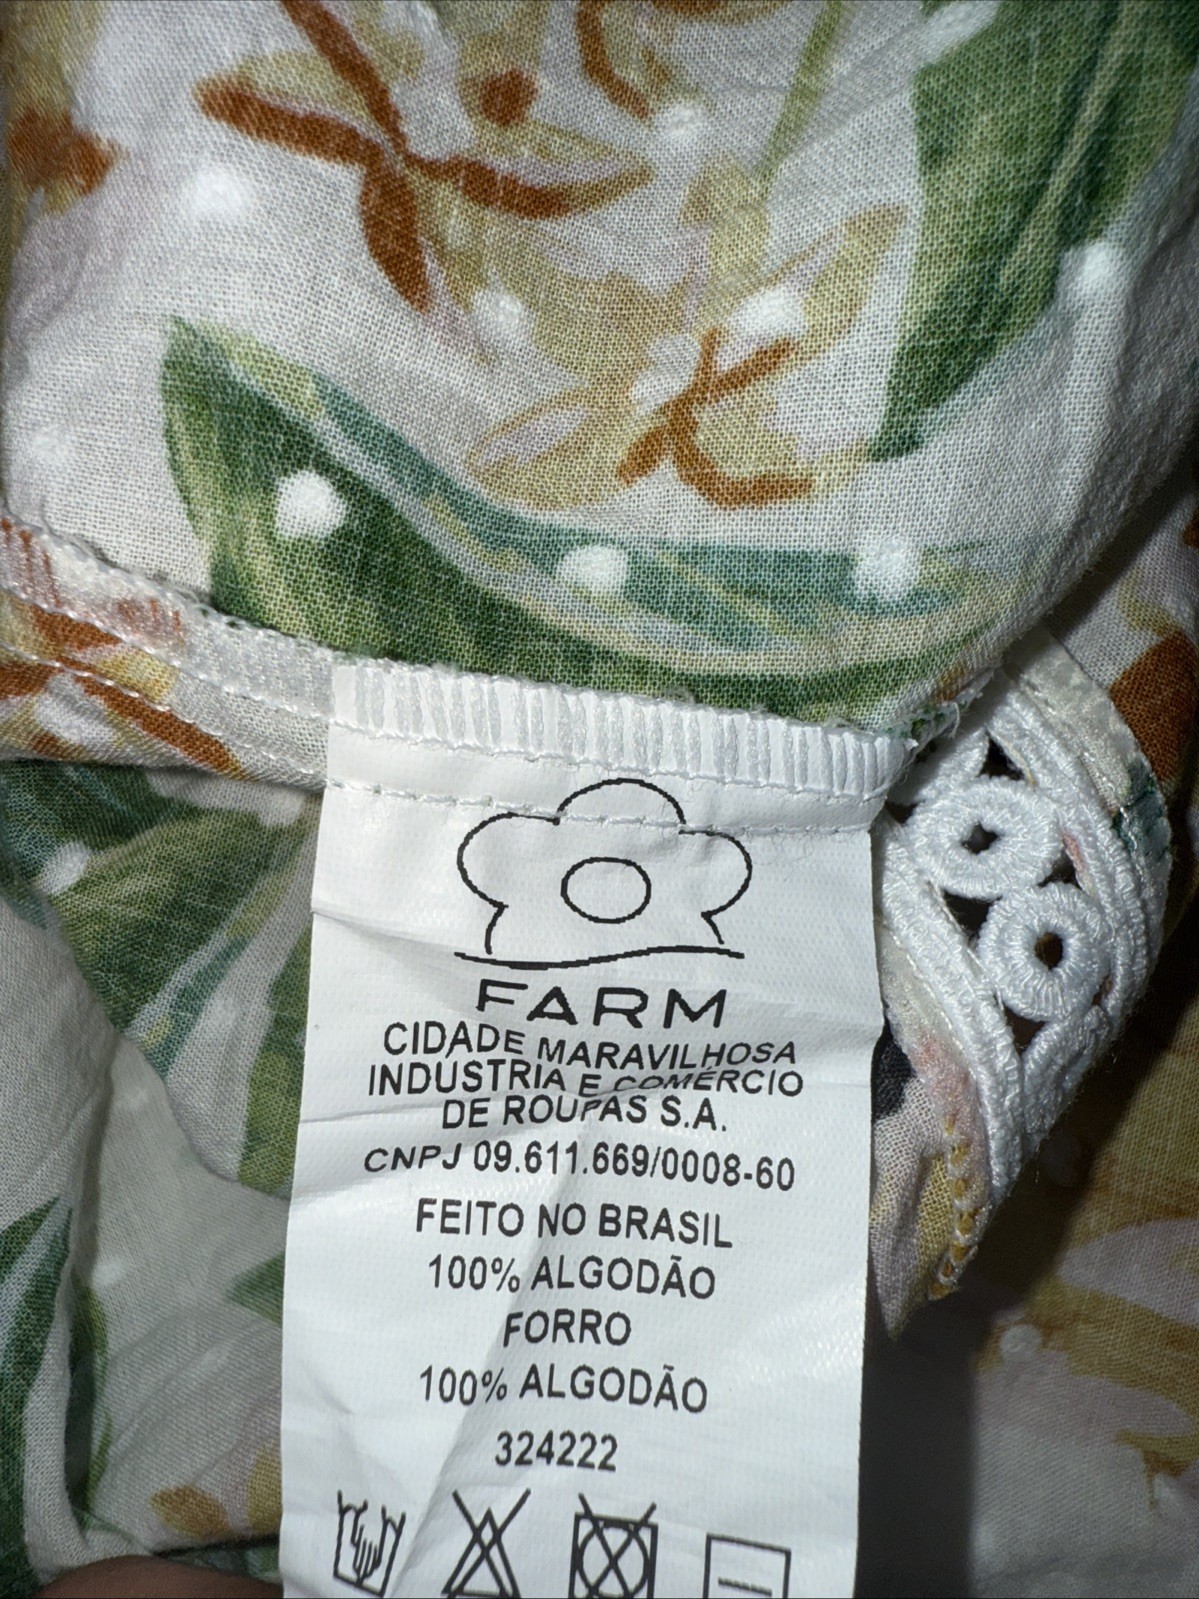 FARM
CIDADE MARAVILHOSA
INDUSTRIA E COMÉRCIO
DE ROUPAS S.A.
CNPJ 09.611.669/0008-60
FEITO NO BRASIL
100% ALGODÃO
FORRO
100% ALGODÃO
324222